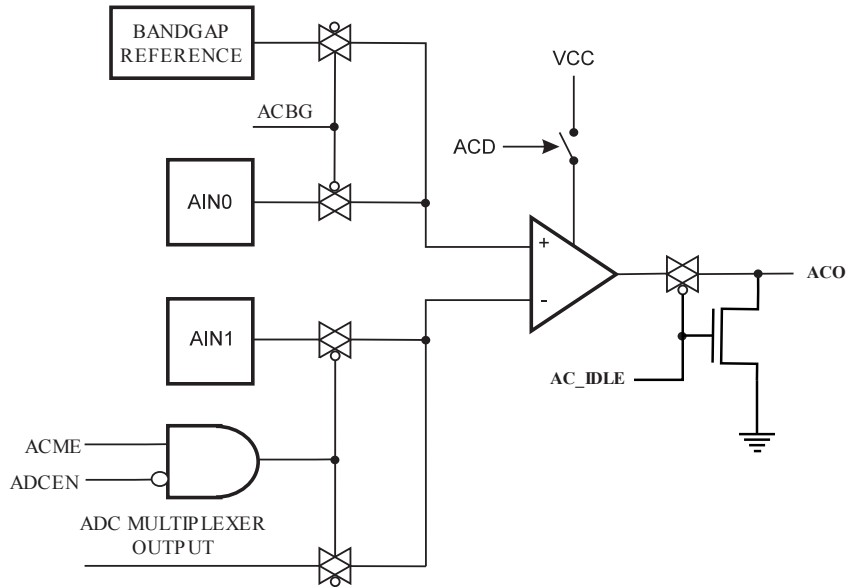 BANDGAP
REFERENCE
VCC
ACBG
ACD
AIN0
+
-
ACO
AIN1
AC_IDLE
ACME
ADCEN
ADC MULTIPLEXER
OUTPUT